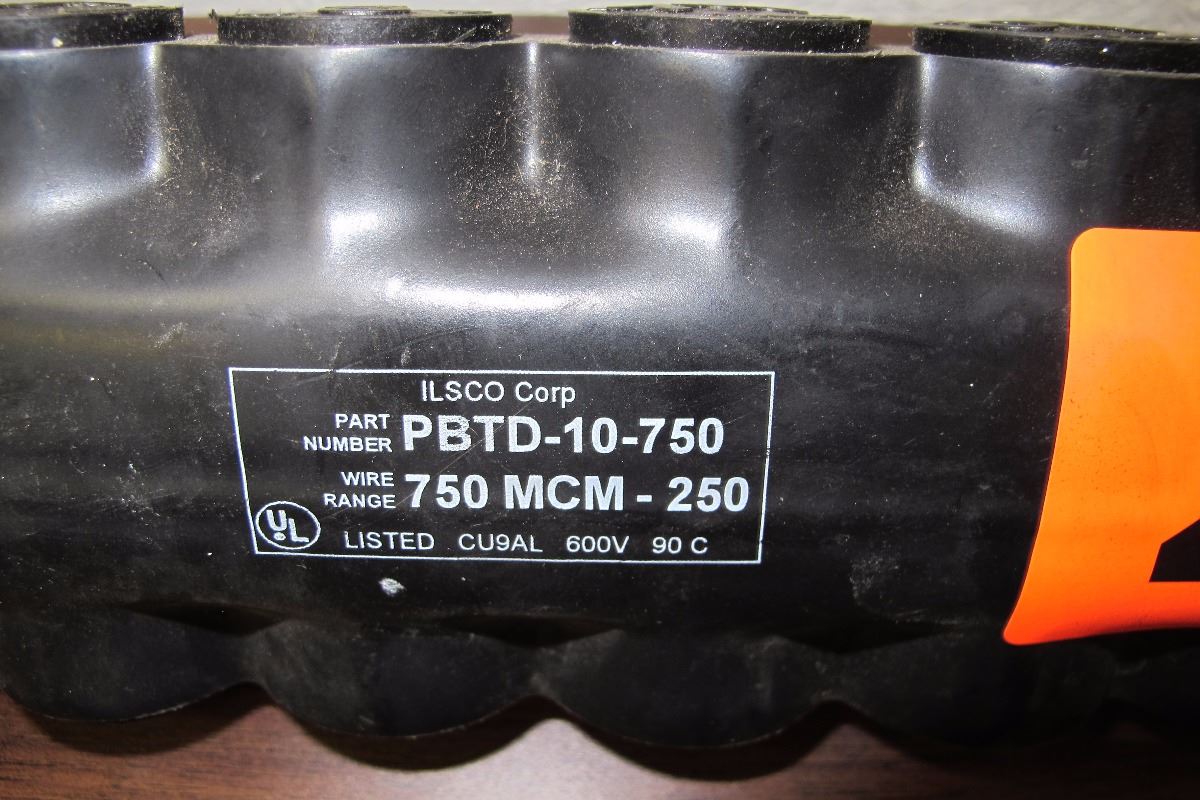 ILSCO Corp
PART NUMBER PBTD-10-750
WIRE RANGE 750 MCM - 250
UL LISTED CU9AL 600V 90 C